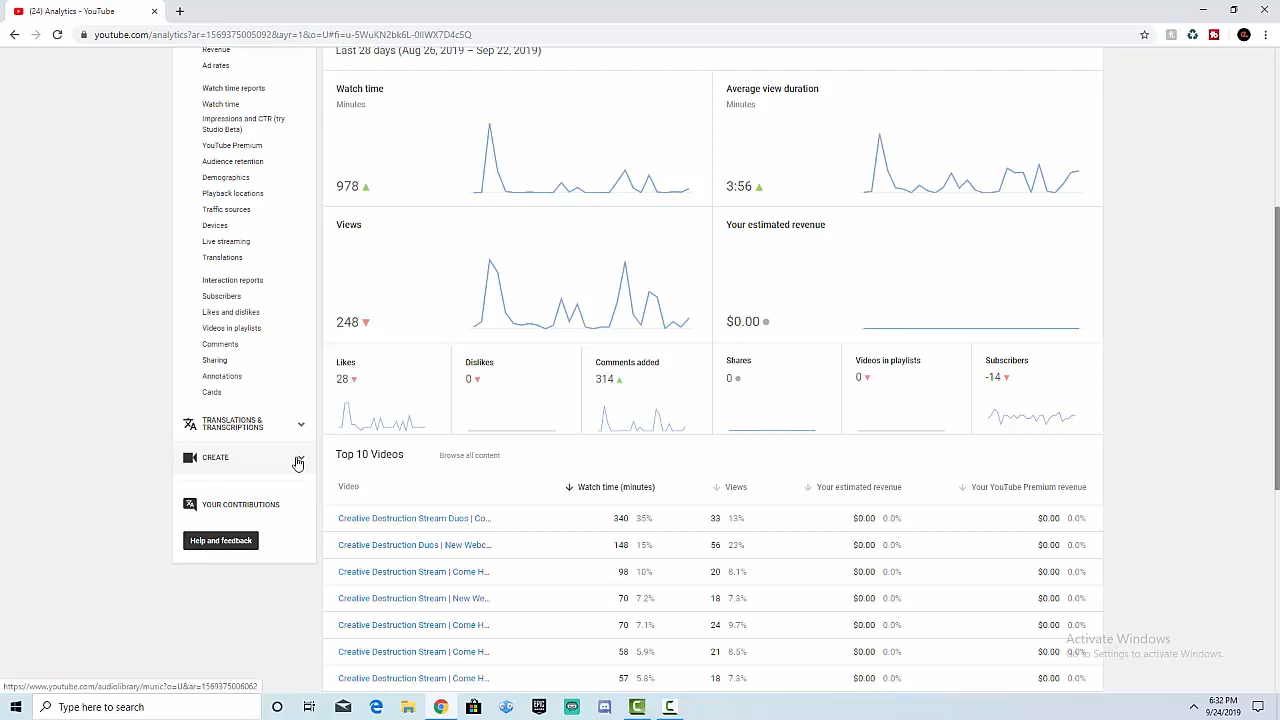 (24) Analytics - YouTube
youtube.com/analytics?ar=1569375005092&ayr=1&o=U#fi=u-5WuKN2bk6L-0lIWX7D4c5Q
Revenue
Ad rates
Watch time reports
Watch time
Impressions and CTR (try
Studio Beta)
YouTube Premium
Audience retention
Demographics
Playback locations
Traffic sources
Devices
Live streaming
Translations
Interaction reports
Subscribers
Likes and dislikes
Videos in playlists
Comments
Sharing
Annotations
Cards
TRANSLATIONS &
TRANSCRIPTIONS
CREATE
YOUR CONTRIBUTIONS
Help and feedback
Last 28 days (Aug 26, 2019 – Sep 22, 2019)
Watch time
Minutes
978
Average view duration
Minutes
3:56
Views
248
Your estimated revenue
$0.00
Likes
28
Dislikes
0
Comments added
314
Shares
0
Videos in playlists
0
Subscribers
-14
Top 10 Videos Browse all content
Video Watch time (minutes) Views Your estimated revenue Your YouTube Premium revenue
Creative Destruction Stream Duos | Co... 340 35% 33 13% $0.00 0.0% $0.00 0.0%
Creative Destruction Duos | New Webc... 148 15% 56 23% $0.00 0.0% $0.00 0.0%
Creative Destruction Stream | Come H... 98 10% 20 8.1% $0.00 0.0% $0.00 0.0%
Creative Destruction Stream | New We... 70 7.2% 18 7.3% $0.00 0.0% $0.00 0.0%
Creative Destruction Stream | Come H... 70 7.1% 24 9.7% $0.00 0.0% $0.00 0.0%
Creative Destruction Stream | Come H... 58 5.9% 21 8.5% $0.00 0.0% $0.00 0.0%
Creative Destruction Stream | Come H... 57 5.8% 18 7.3% $0.00 0.0% $0.00 0.0%
Activate Windows
Go to Settings to activate Windows.
https://www.youtube.com/audiolibrary/music?o=U&ar=1569375006062
Type here to search
EPIC
GAMES
6:32 PM
9/24/2019